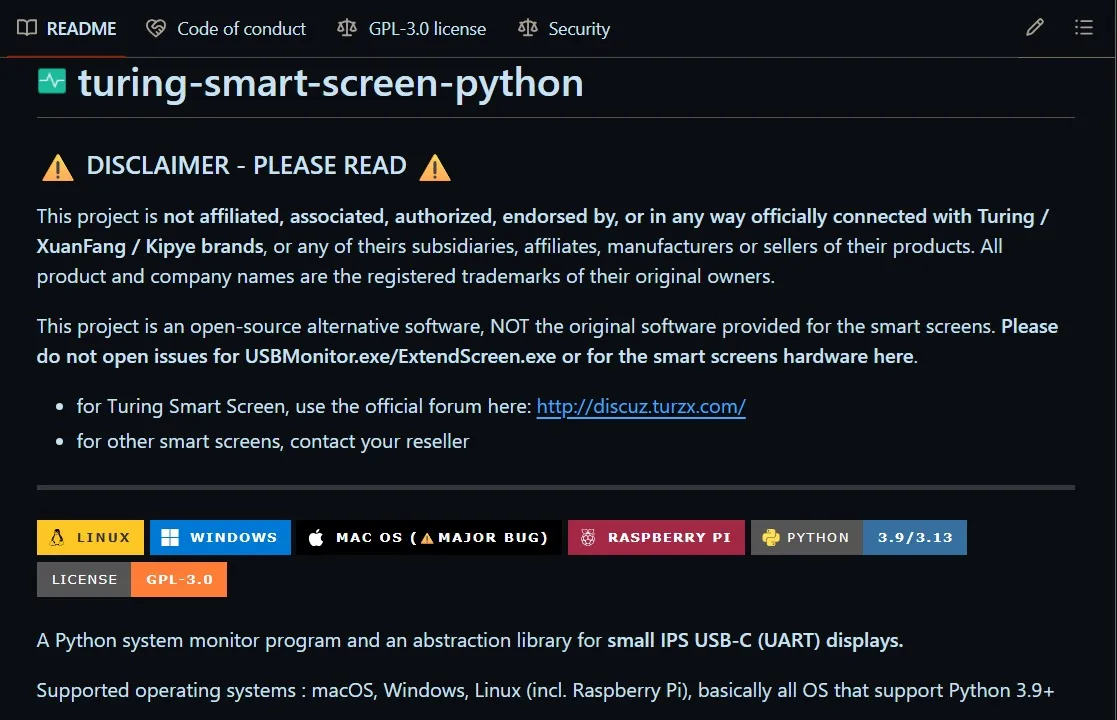 README Code of conduct GPL-3.0 license Security
turing-smart-screen-python
DISCLAIMER - PLEASE READ
This project is not affiliated, associated, authorized, endorsed by, or in any way officially connected with Turing /
XuanFang / Kipye brands, or any of theirs subsidiaries, affiliates, manufacturers or sellers of their products. All
product and company names are the registered trademarks of their original owners.
This project is an open-source alternative software, NOT the original software provided for the smart screens. Please
do not open issues for USBMonitor.exe/ExtendScreen.exe or for the smart screens hardware here.
• for Turing Smart Screen, use the official forum here: http://discuz.turzx.com/
• for other smart screens, contact your reseller
LINUX WINDOWS MAC OS (⚠MAJOR BUG) RASPBERRY PI PYTHON 3.9/3.13
LICENSE GPL-3.0
A Python system monitor program and an abstraction library for small IPS USB-C (UART) displays.
Supported operating systems : macOS, Windows, Linux (incl. Raspberry Pi), basically all OS that support Python 3.9+